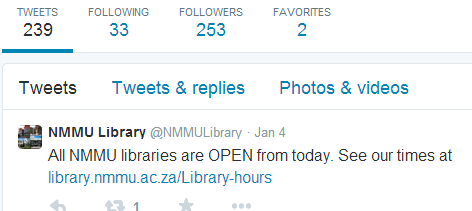 TWEETS FOLLOWING FOLLOWERS FAVORITES
239 33 253 2
Tweets Tweets & replies Photos & videos
NMMU Library @NMMULibrary · Jan 4
All NMMU libraries are OPEN from today. See our times at
library.nmmu.ac.za/Library-hours
1